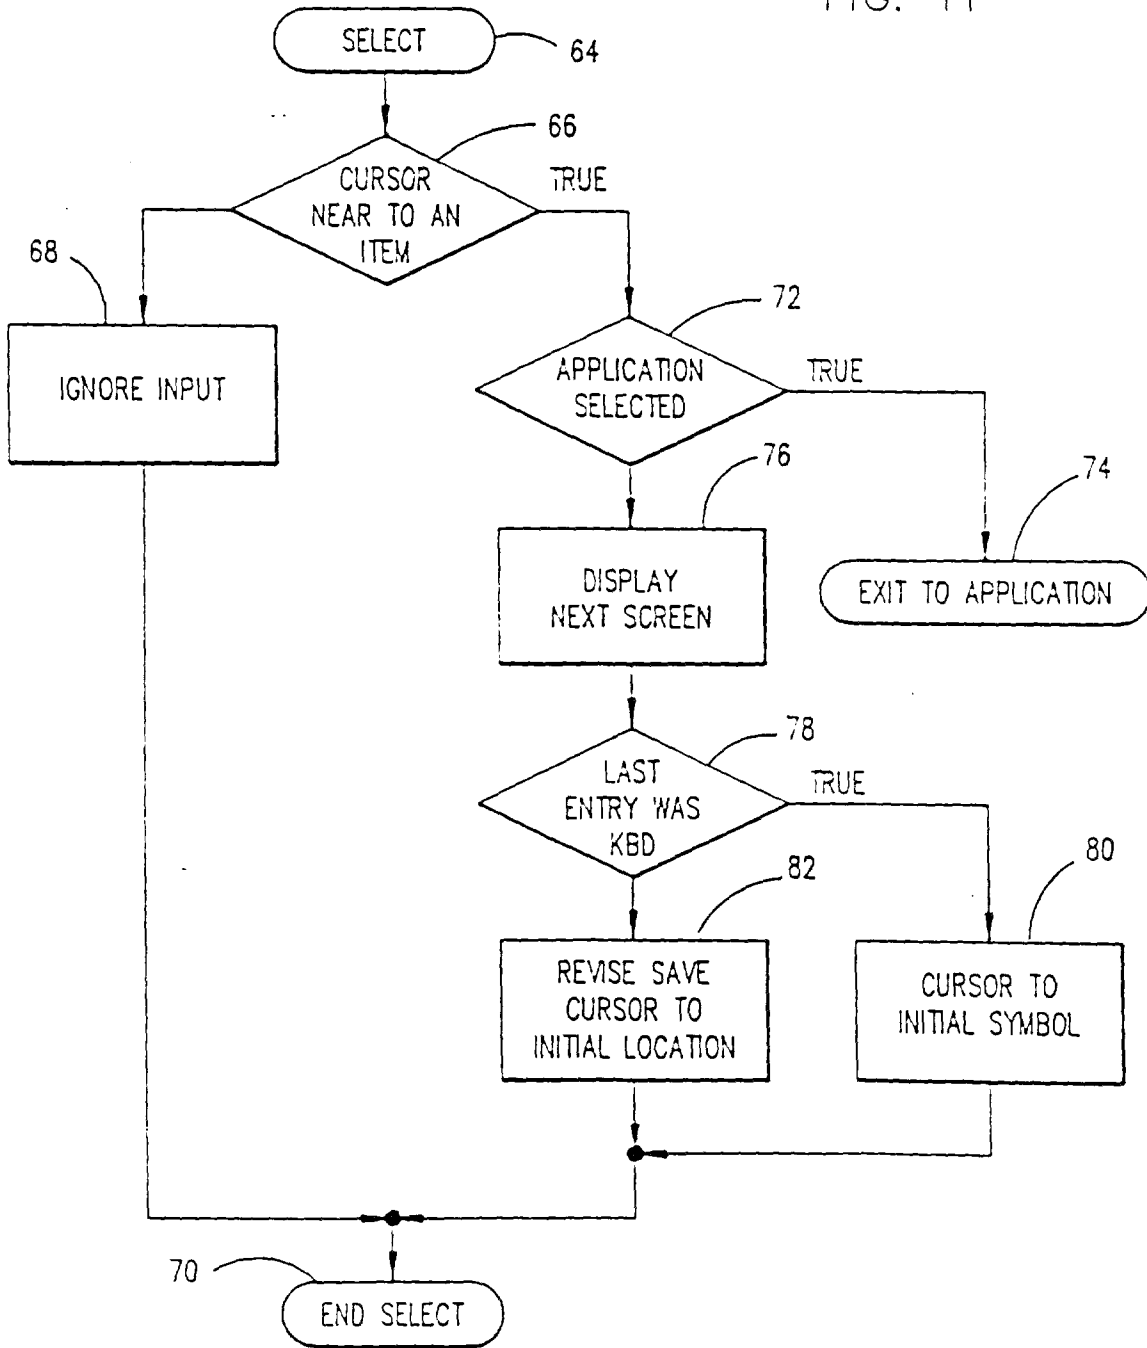 SELECT
64
66
CURSOR
NEAR TO AN
ITEM
TRUE
68
IGNORE INPUT
72
APPLICATION
SELECTED
TRUE
76
74
DISPLAY
NEXT SCREEN
EXIT TO APPLICATION
78
LAST
ENTRY WAS
KBD
TRUE
82
80
REVISE SAVE
CURSOR TO
INITIAL LOCATION
CURSOR TO
INITIAL SYMBOL
70
END SELECT